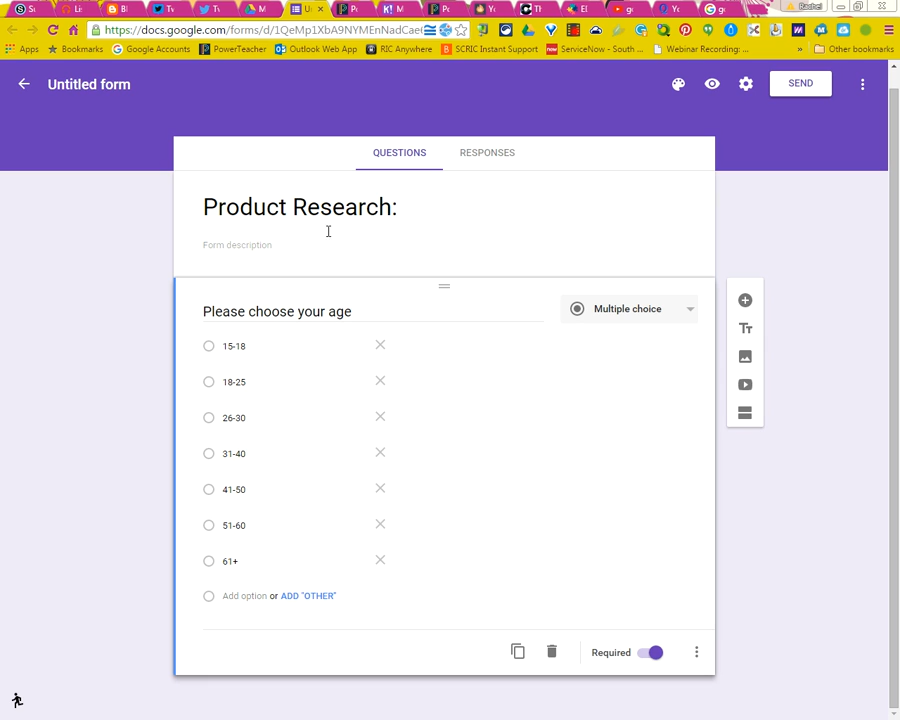 https://docs.google.com/forms/d/1QeMp1XbA9NYMEnNadCae
Apps Bookmarks Google Accounts PowerTeacher Outlook Web App RIC Anywhere SCRIC Instant Support ServiceNow - South ... Webinar Recording: ... » Other bookmarks
Untitled form
SEND
QUESTIONS RESPONSES
Product Research:
Form description
Please choose your age
Multiple choice
15-18
18-25
26-30
31-40
41-50
51-60
61+
Add option or ADD "OTHER"
Required